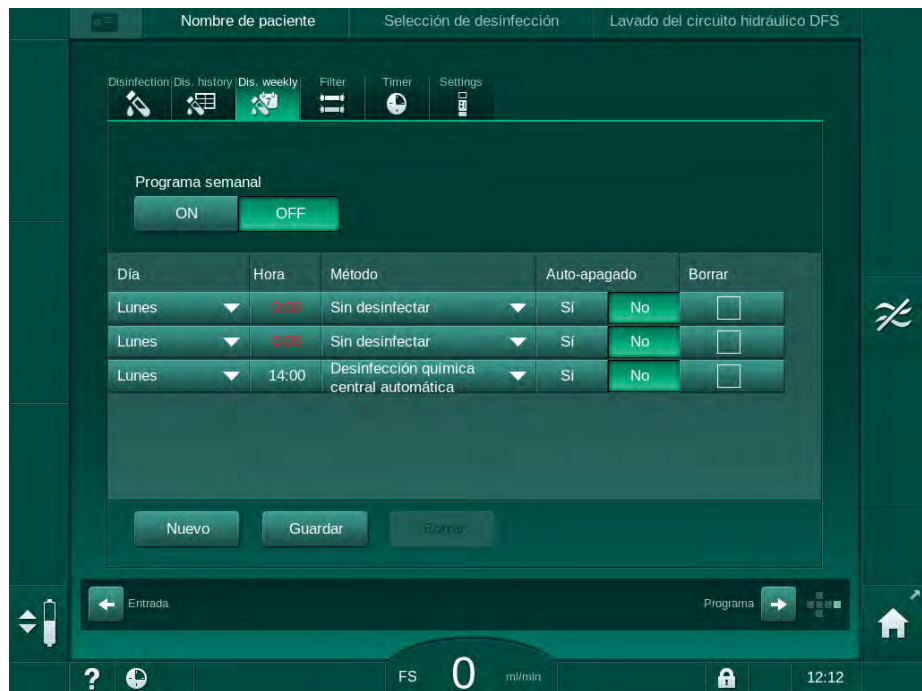 Nombre de paciente
Selección de desinfección
Lavado del circuito hidráulico DFS
Disinfection
Dis. history
Dis. weekly
Filter
Timer
Settings
Programa semanal
ON
OFF
Día
Hora
Método
Auto-apagado
Borrar
Lunes
0:00
Sin desinfectar
Sí
No
Lunes
0:00
Sin desinfectar
Sí
No
Lunes
14:00
Desinfección química
central automática
Sí
No
Nuevo
Guardar
Borrar
Entrada
Programa
?
FS
0
ml/min
12:12